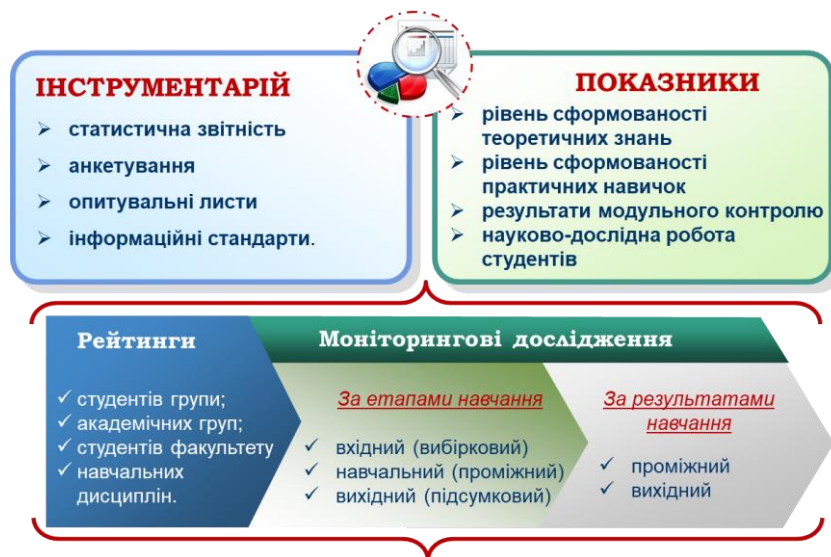 ІНСТРУМЕНТАРІЙ
статистична звітність
анкетування
опитувальні листи
інформаційні стандарти.
ПОКАЗНИКИ
рівень сформованості
теоретичних знань
рівень сформованості
практичних навичок
результати модульного контролю
науково-дослідна робота
студентів
Рейтинги
студентів групи;
академічних груп;
студентів факультету
навчальних
дисциплін.
Моніторингові дослідження
За етапами навчання
вхідний (вибірковий)
навчальний (проміжний)
вихідний (підсумковий)
За результатами
навчання
проміжний
вихідний